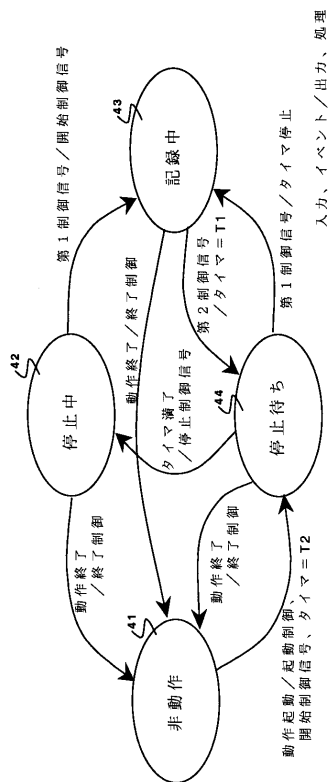 42
停止中
第1制御信号/開始制御信号
43
記録中
動作終了
/終了制御
動作終了/終了制御
タイマ満了
/停止制御信号
第2制御信号
/タイマ=T1
41
非動作
44
停止待ち
動作終了
/終了制御
第1制御信号/タイマ停止
動作起動/起動制御、
開始制御信号、タイマ=T2
入力、イベント/出力、処理